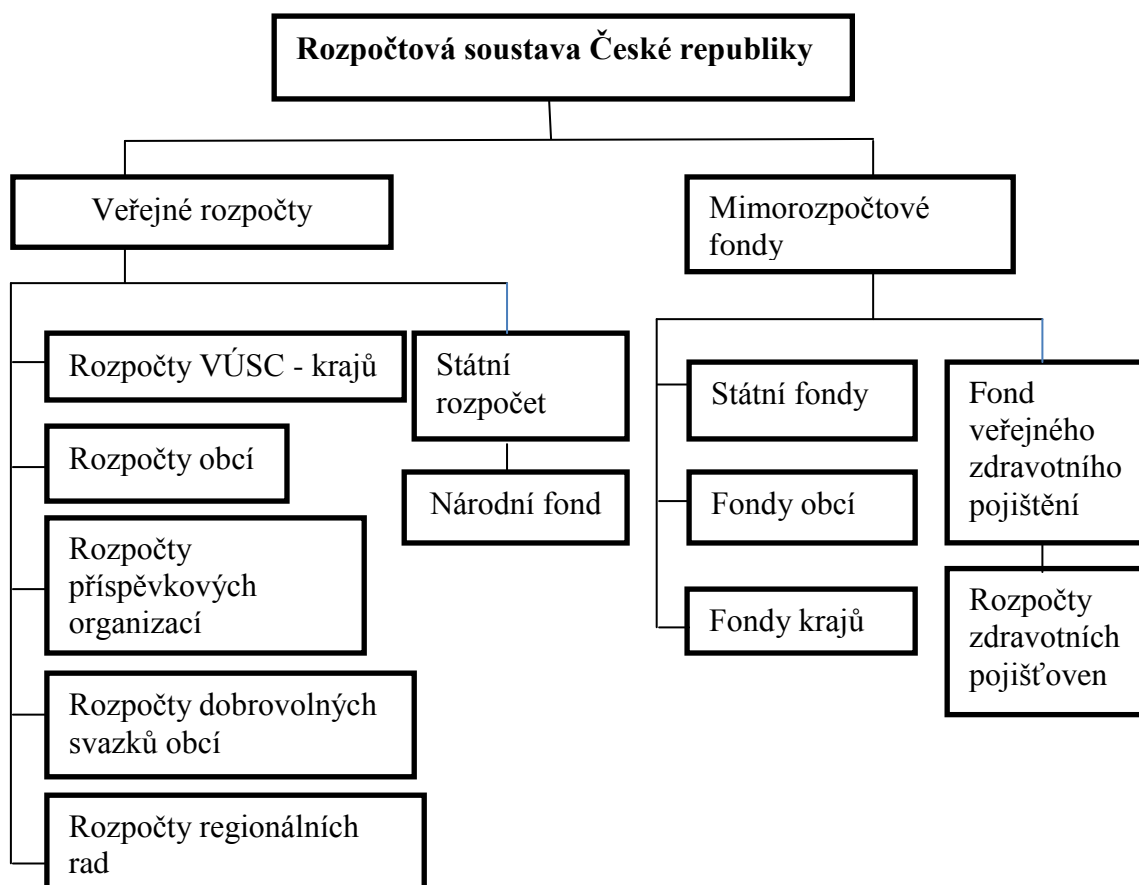 Rozpočtová soustava České republiky
Veřejné rozpočty
Rozpočty VÚSC - krajů
Rozpočty obcí
Rozpočty
příspěvkových
organizací
Rozpočty dobrovolných
svazků obcí
Rozpočty regionálních
rad
Státní
rozpočet
Národní fond
Mimorozpočtové
fondy
Státní fondy
Fondy obcí
Fondy krajů
Fond
veřejného
zdravotního
pojištění
Rozpočty
zdravotních
pojišťoven